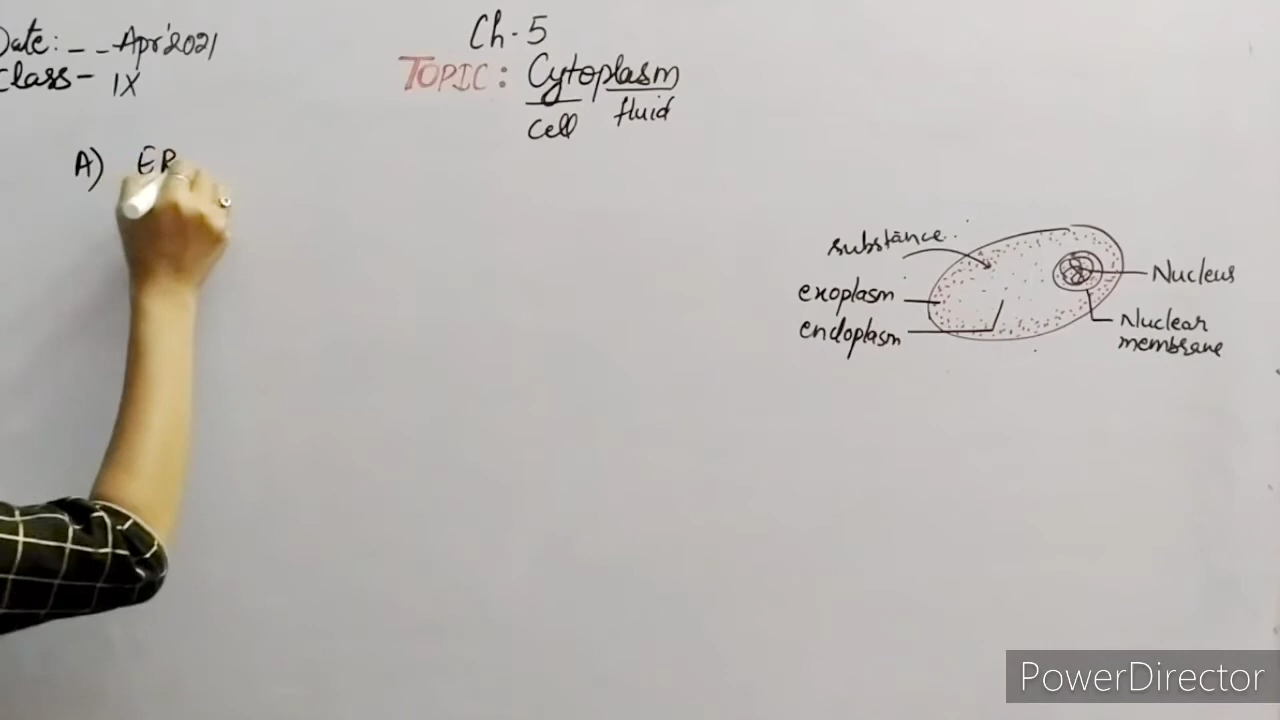 Date: _ _ Apr'2021
Class- IX
Ch-5
TOPIC: Cytoplasm
cell fluid
A) ER
substance..
exoplasm
endoplasm
Nucleus
Nuclear
membrane
PowerDirector